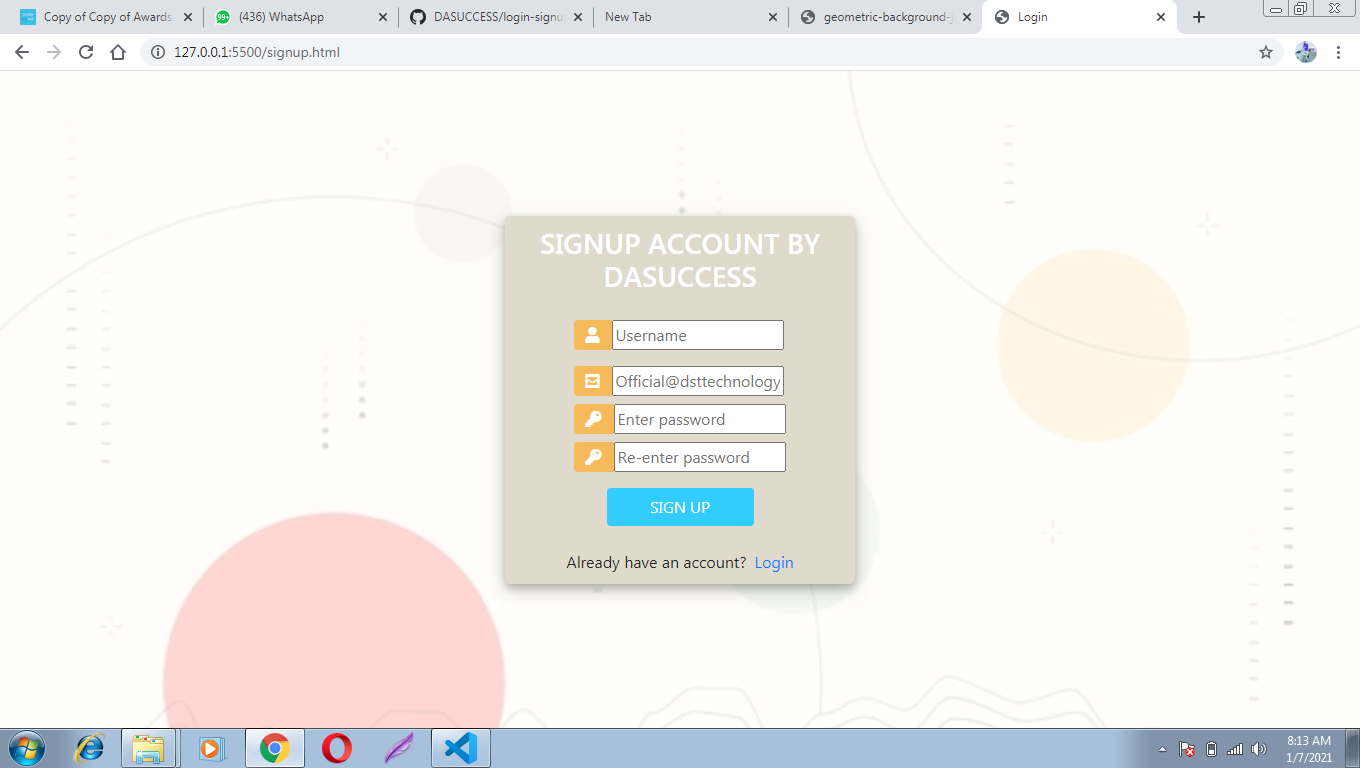 Copy of Copy of Awards
(436) WhatsApp
DASUCCESS/login-signu
New Tab
geometric-background-j
Login
99+
127.0.0.1:5500/signup.html
SIGNUP ACCOUNT BY
DASUCCESS
Username
Official@dsttechnology
Enter password
Re-enter password
SIGN UP
Already have an account? Login
8:13 AM
1/7/2021